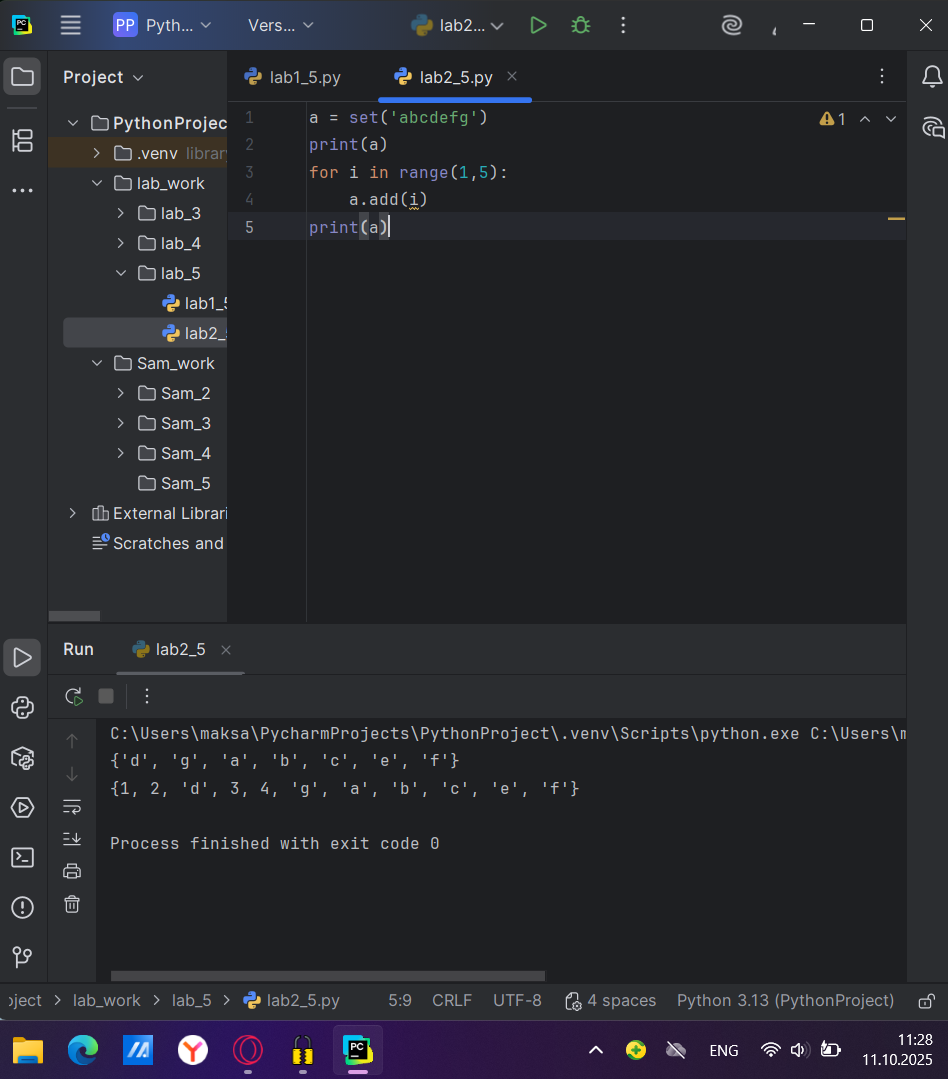 PC
PP Pyth... Vers... lab2...
Project
lab1_5.py lab2_5.py
PythonProjec
.venv library
lab_work
lab_3
lab_4
lab_5
lab1_5
lab2_5
Sam_work
Sam_2
Sam_3
Sam_4
Sam_5
External Librari
Scratches and
1 a = set('abcdefg') 1
2 print(a)
3 for i in range(1,5):
4 a.add(i)
5 print(a)
Run lab2_5
C:\Users\maksa\PycharmProjects\PythonProject\.venv\Scripts\python.exe C:\Users\m
{'d', 'g', 'a', 'b', 'c', 'e', 'f'}
{1, 2, 'd', 3, 4, 'g', 'a', 'b', 'c', 'e', 'f'}
Process finished with exit code 0
oject > lab_work > lab_5 > lab2_5.py 5:9 CRLF UTF-8 4 spaces Python 3.13 (PythonProject)
PC ENG 11:28
11.10.2025